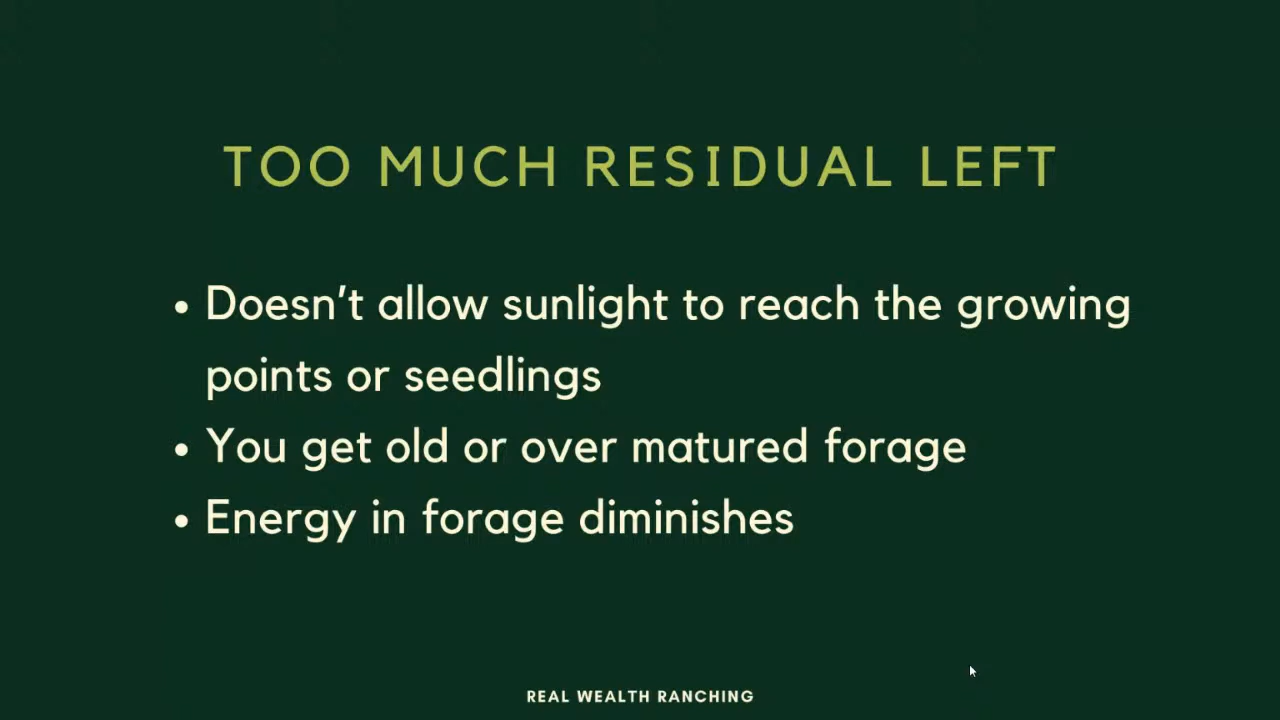 TOO MUCH RESIDUAL LEFT
• Doesn't allow sunlight to reach the growing
points or seedlings
• You get old or over matured forage
• Energy in forage diminishes
REAL WEALTH RANCHING